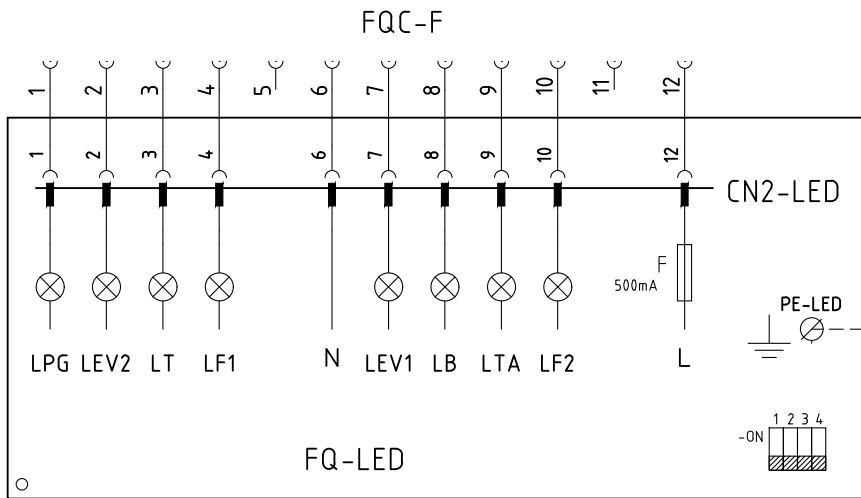 FQC-F
1 2 3 4 5 6 7 8 9 10 11 12
1 2 3 4 6 7 8 9 10 12
CN2-LED
F
500mA
PE-LED
LPG LEV2 LT LF1 N LEV1 LB LTA LF2 L
1 2 3 4
-ON
FQ-LED